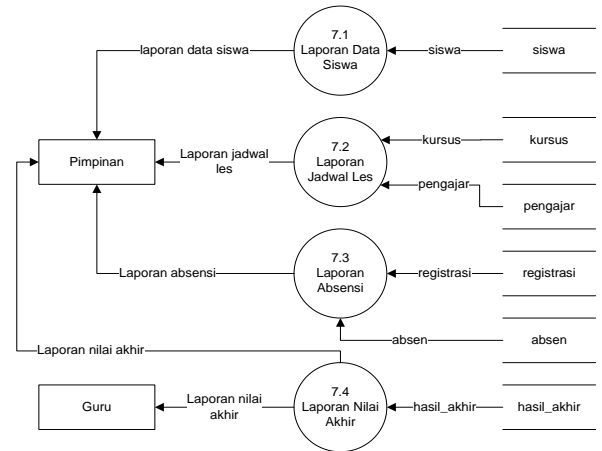 7.1
Laporan Data
Siswa
laporan data siswa
siswa
siswa
Pimpinan
Laporan jadwal
les
7.2
Laporan
Jadwal Les
kursus
kursus
pengajar
pengajar
7.3
Laporan
Absensi
Laporan absensi
registrasi
registrasi
absen
absen
Laporan nilai akhir
Guru
Laporan nilai
akhir
7.4
Laporan Nilai
Akhir
hasil_akhir
hasil_akhir